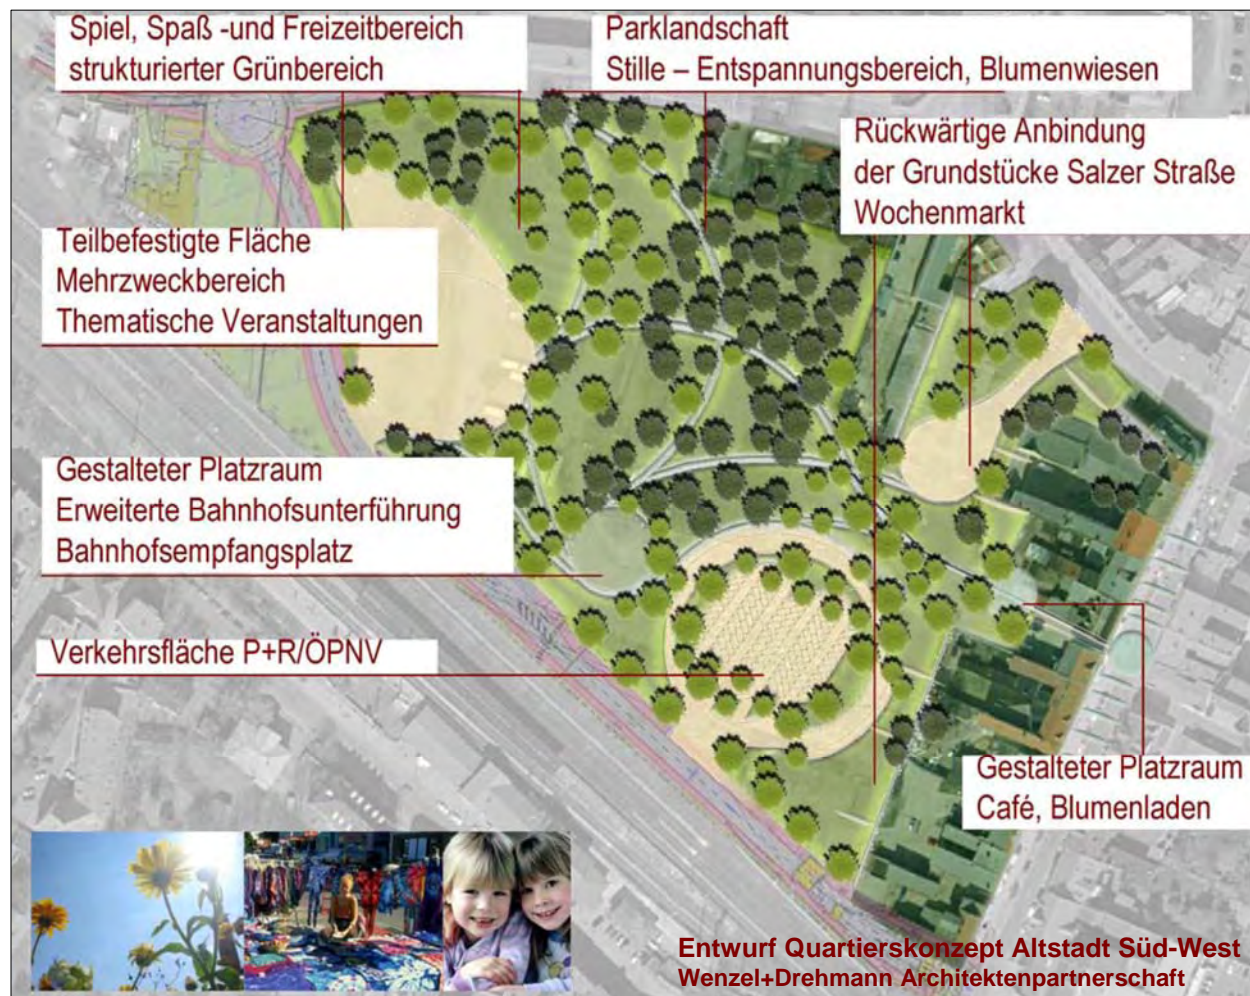 Spiel, Spaß -und Freizeitbereich
strukturierter Grünbereich
Parklandschaft
Stille – Entspannungsbereich, Blumenwiesen
Rückwärtige Anbindung
der Grundstücke Salzer Straße
Wochenmarkt
Teilbefestigte Fläche
Mehrzweckbereich
Thematische Veranstaltungen
Gestalteter Platzraum
Erweiterte Bahnhofsunterführung
Bahnhofsempfangsplatz
Verkehrsfläche P+R/ÖPNV
Gestalteter Platzraum
Café, Blumenladen
Entwurf Quartierskonzept Altstadt Süd-West
Wenzel+Drehmann Architektenpartnerschaft